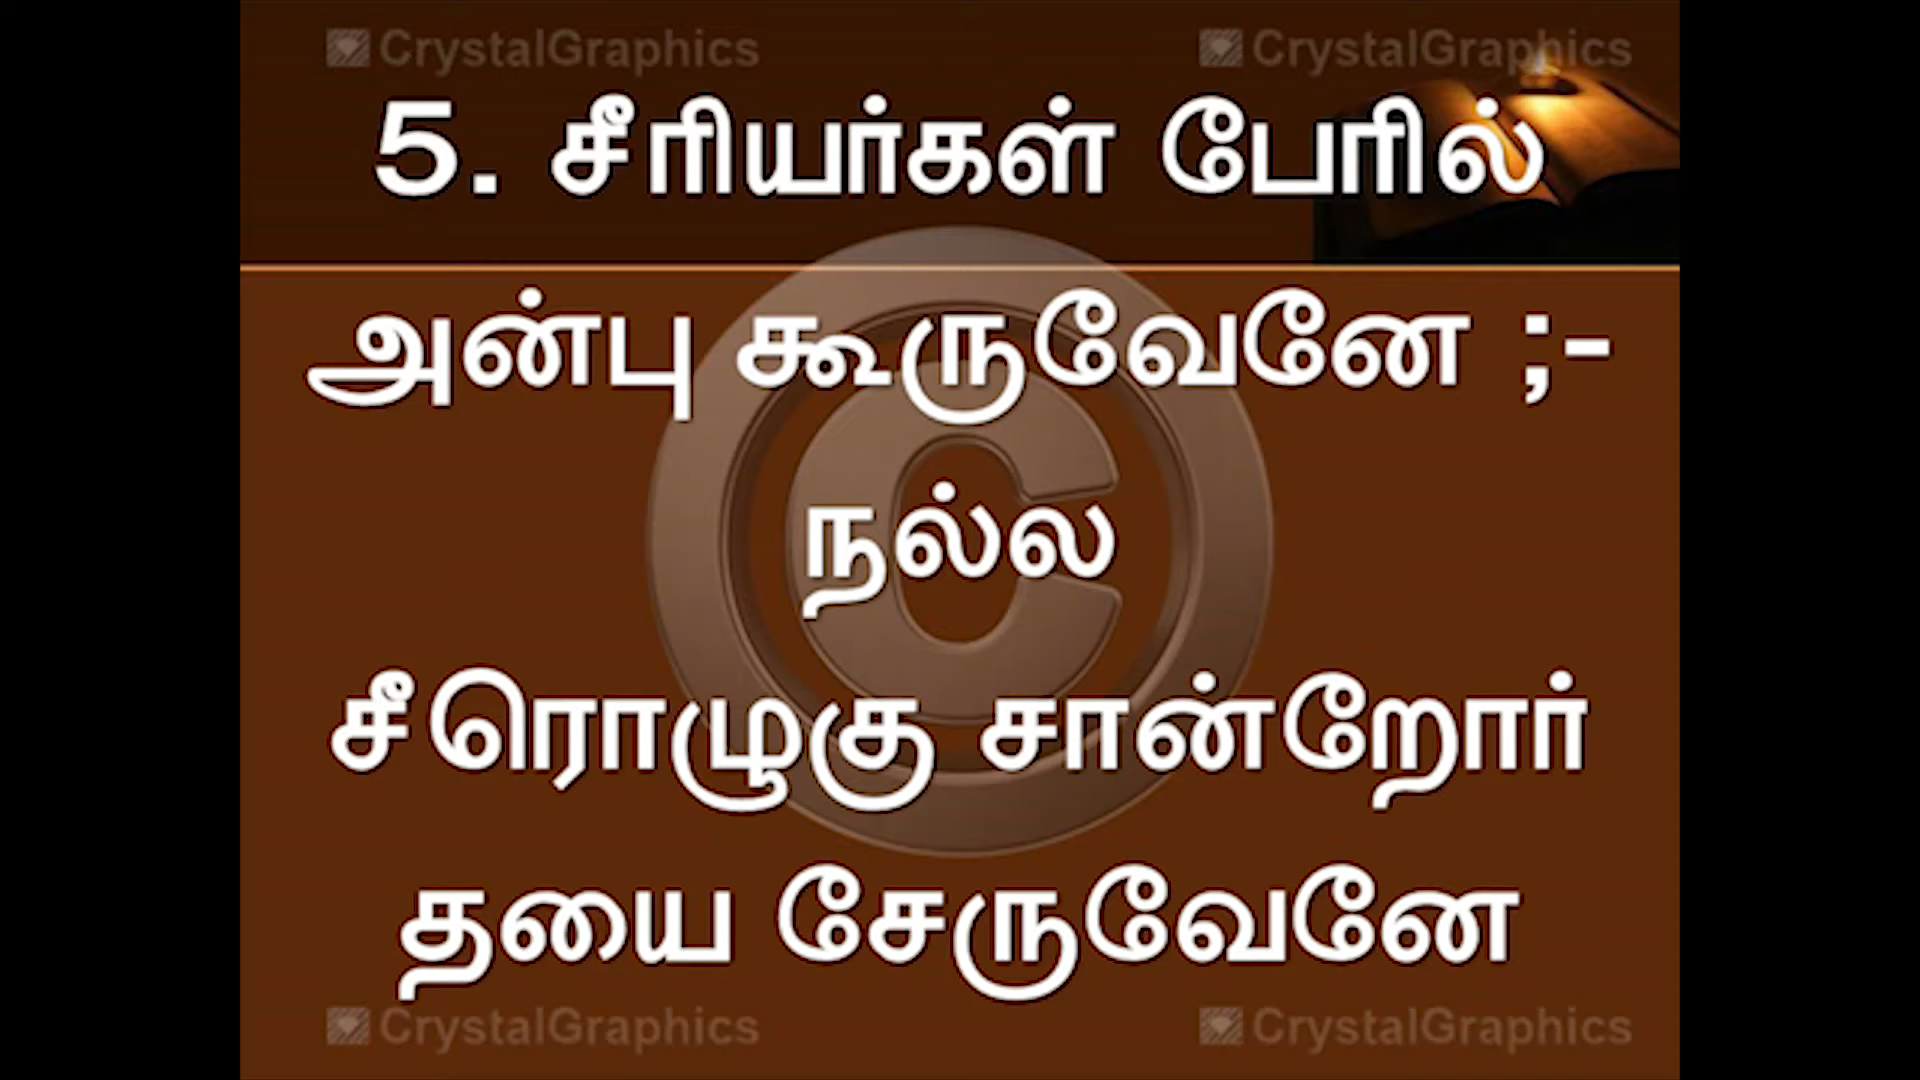 CrystalGraphics CrystalGraphics
5. சீரியர்கள் பேரில்
அன்பு கூருவேனே ;-
நல்ல
சீரொழுகு சான்றோர்
தயை சேருவேனே
CrystalGraphics CrystalGraphics